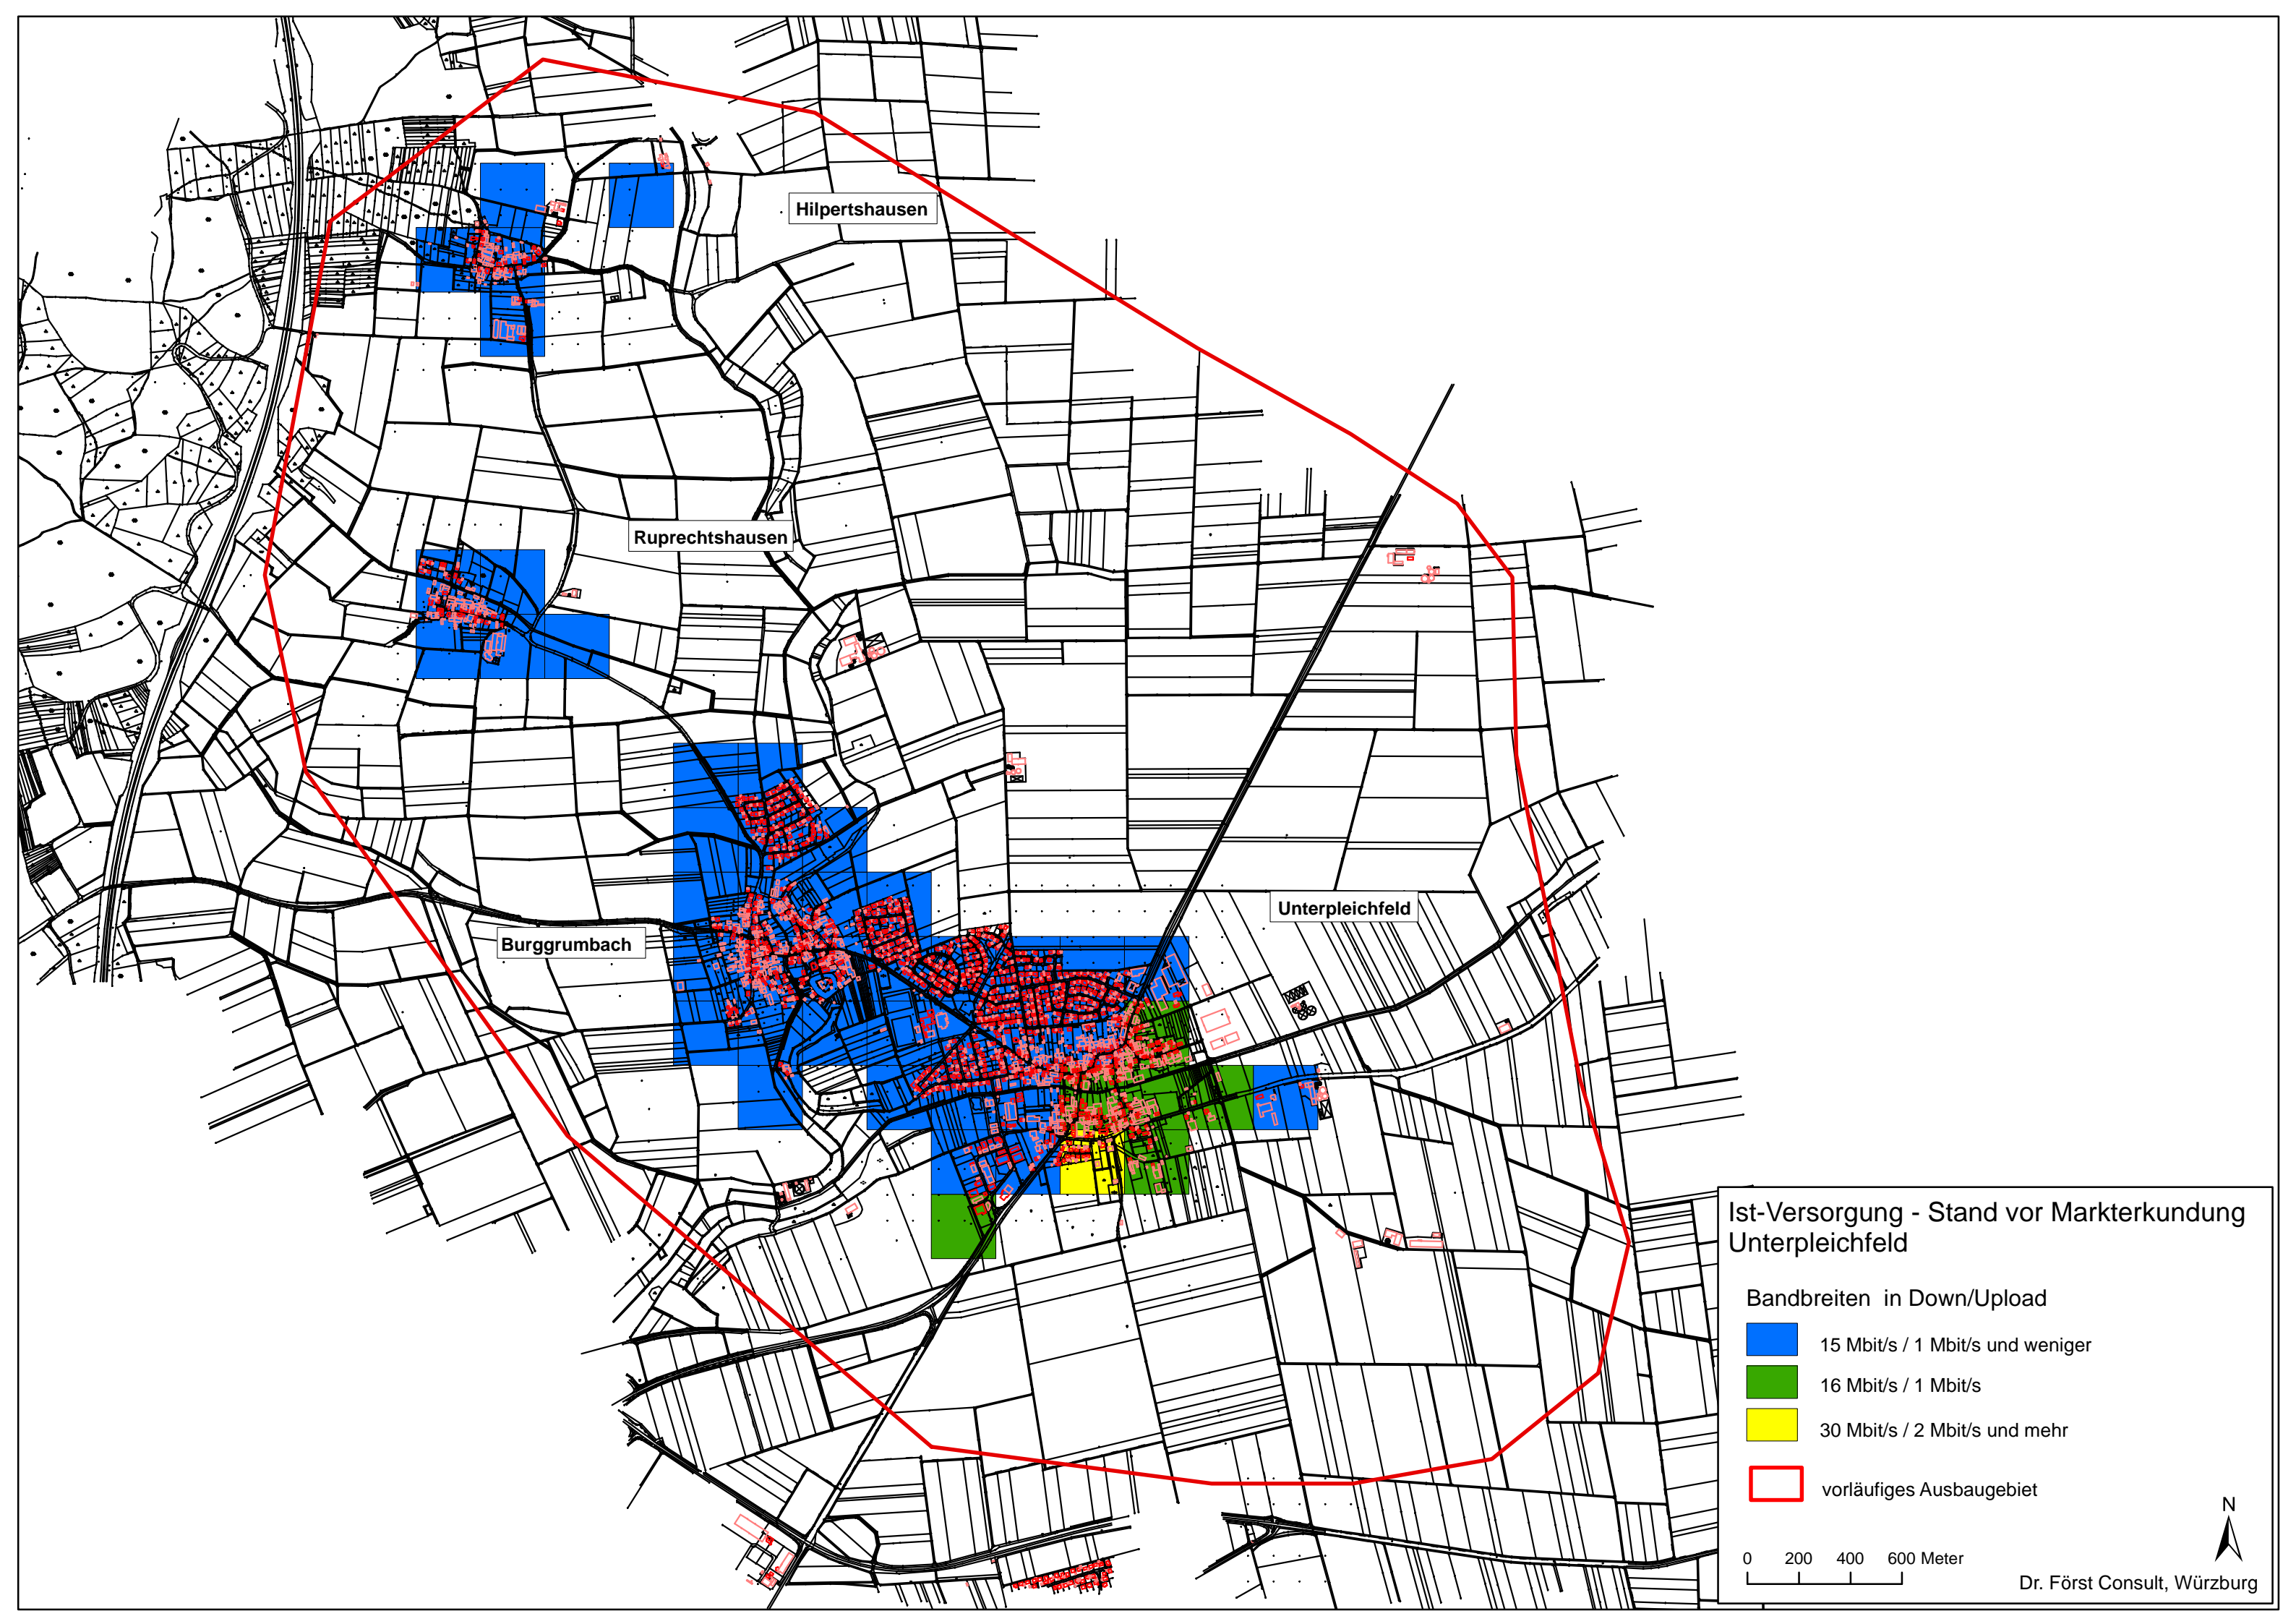 Hilpertshausen
Ruprechtshausen
Unterpleichfeld
Burggrumbach
Ist-Versorgung - Stand vor Markterkundung
Unterpleichfeld
Bandbreiten in Down/Upload
15 Mbit/s / 1 Mbit/s und weniger
16 Mbit/s / 1 Mbit/s
30 Mbit/s / 2 Mbit/s und mehr
vorläufiges Ausbaugebiet
N
0 200 400 600 Meter
Dr. Först Consult, Würzburg